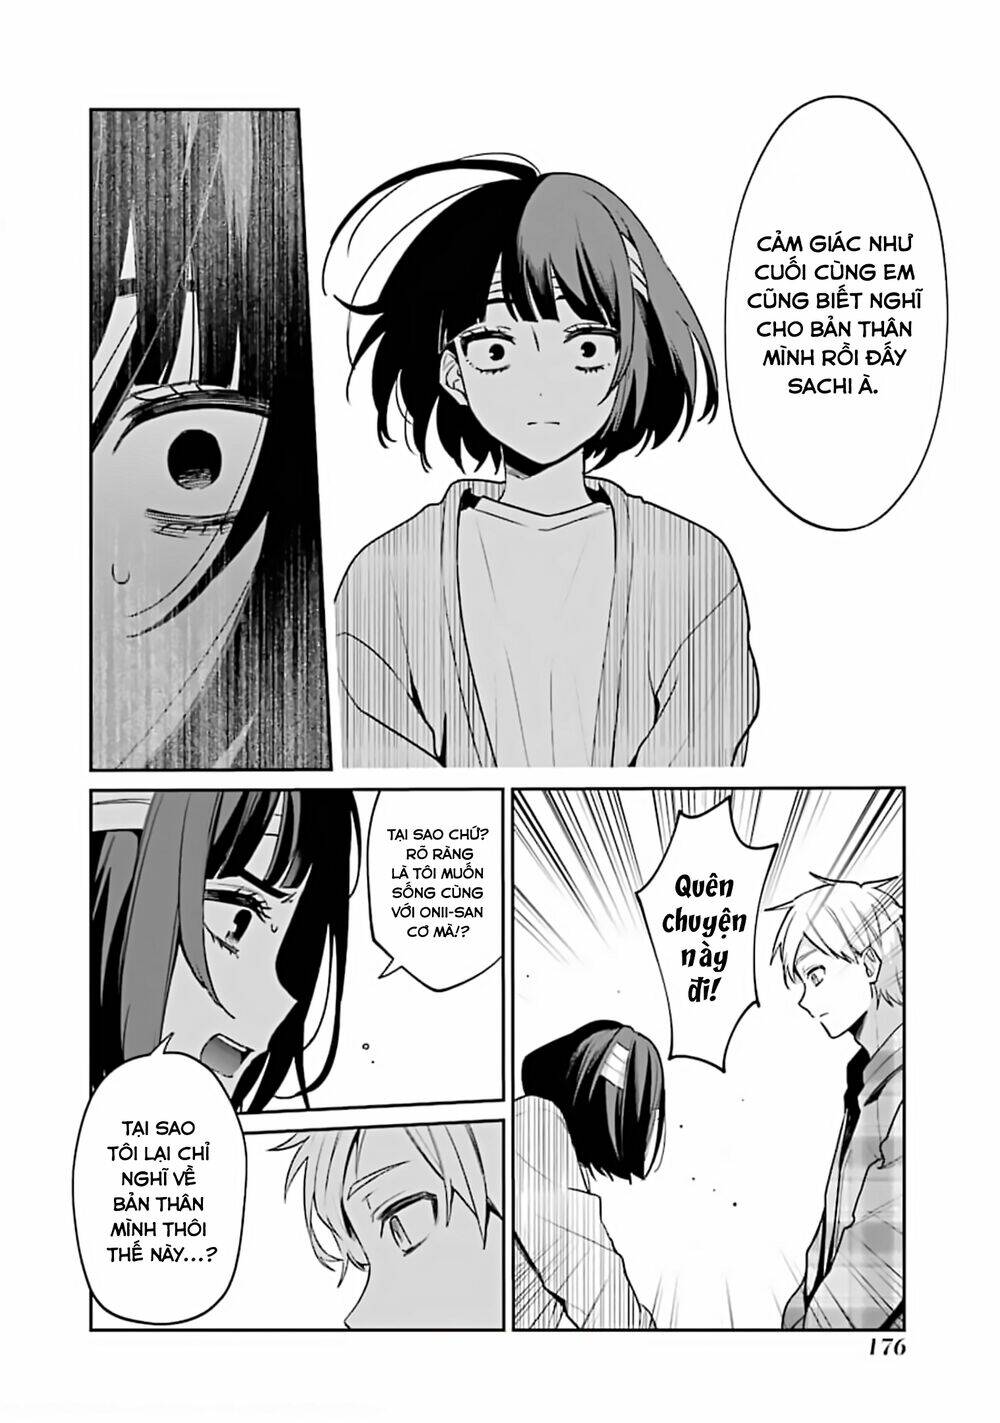 CẢM GIÁC NHƯ
CUỐI CÙNG EM
CŨNG BIẾT NGHĨ
CHO BẢN THÂN
MÌNH RỒI ĐẤY
SACHI À.
Quên
chuyện
này
đi!
TẠI SAO CHỨ?
RÕ RÀNG
LÀ TÔI MUỐN
SỐNG CÙNG
VỚI ONII-SAN
CƠ MÀ!?
TẠI SAO
TÔI LẠI CHỈ
NGHĨ VỀ
BẢN THÂN
MÌNH THÔI
THẾ NÀY...?
176